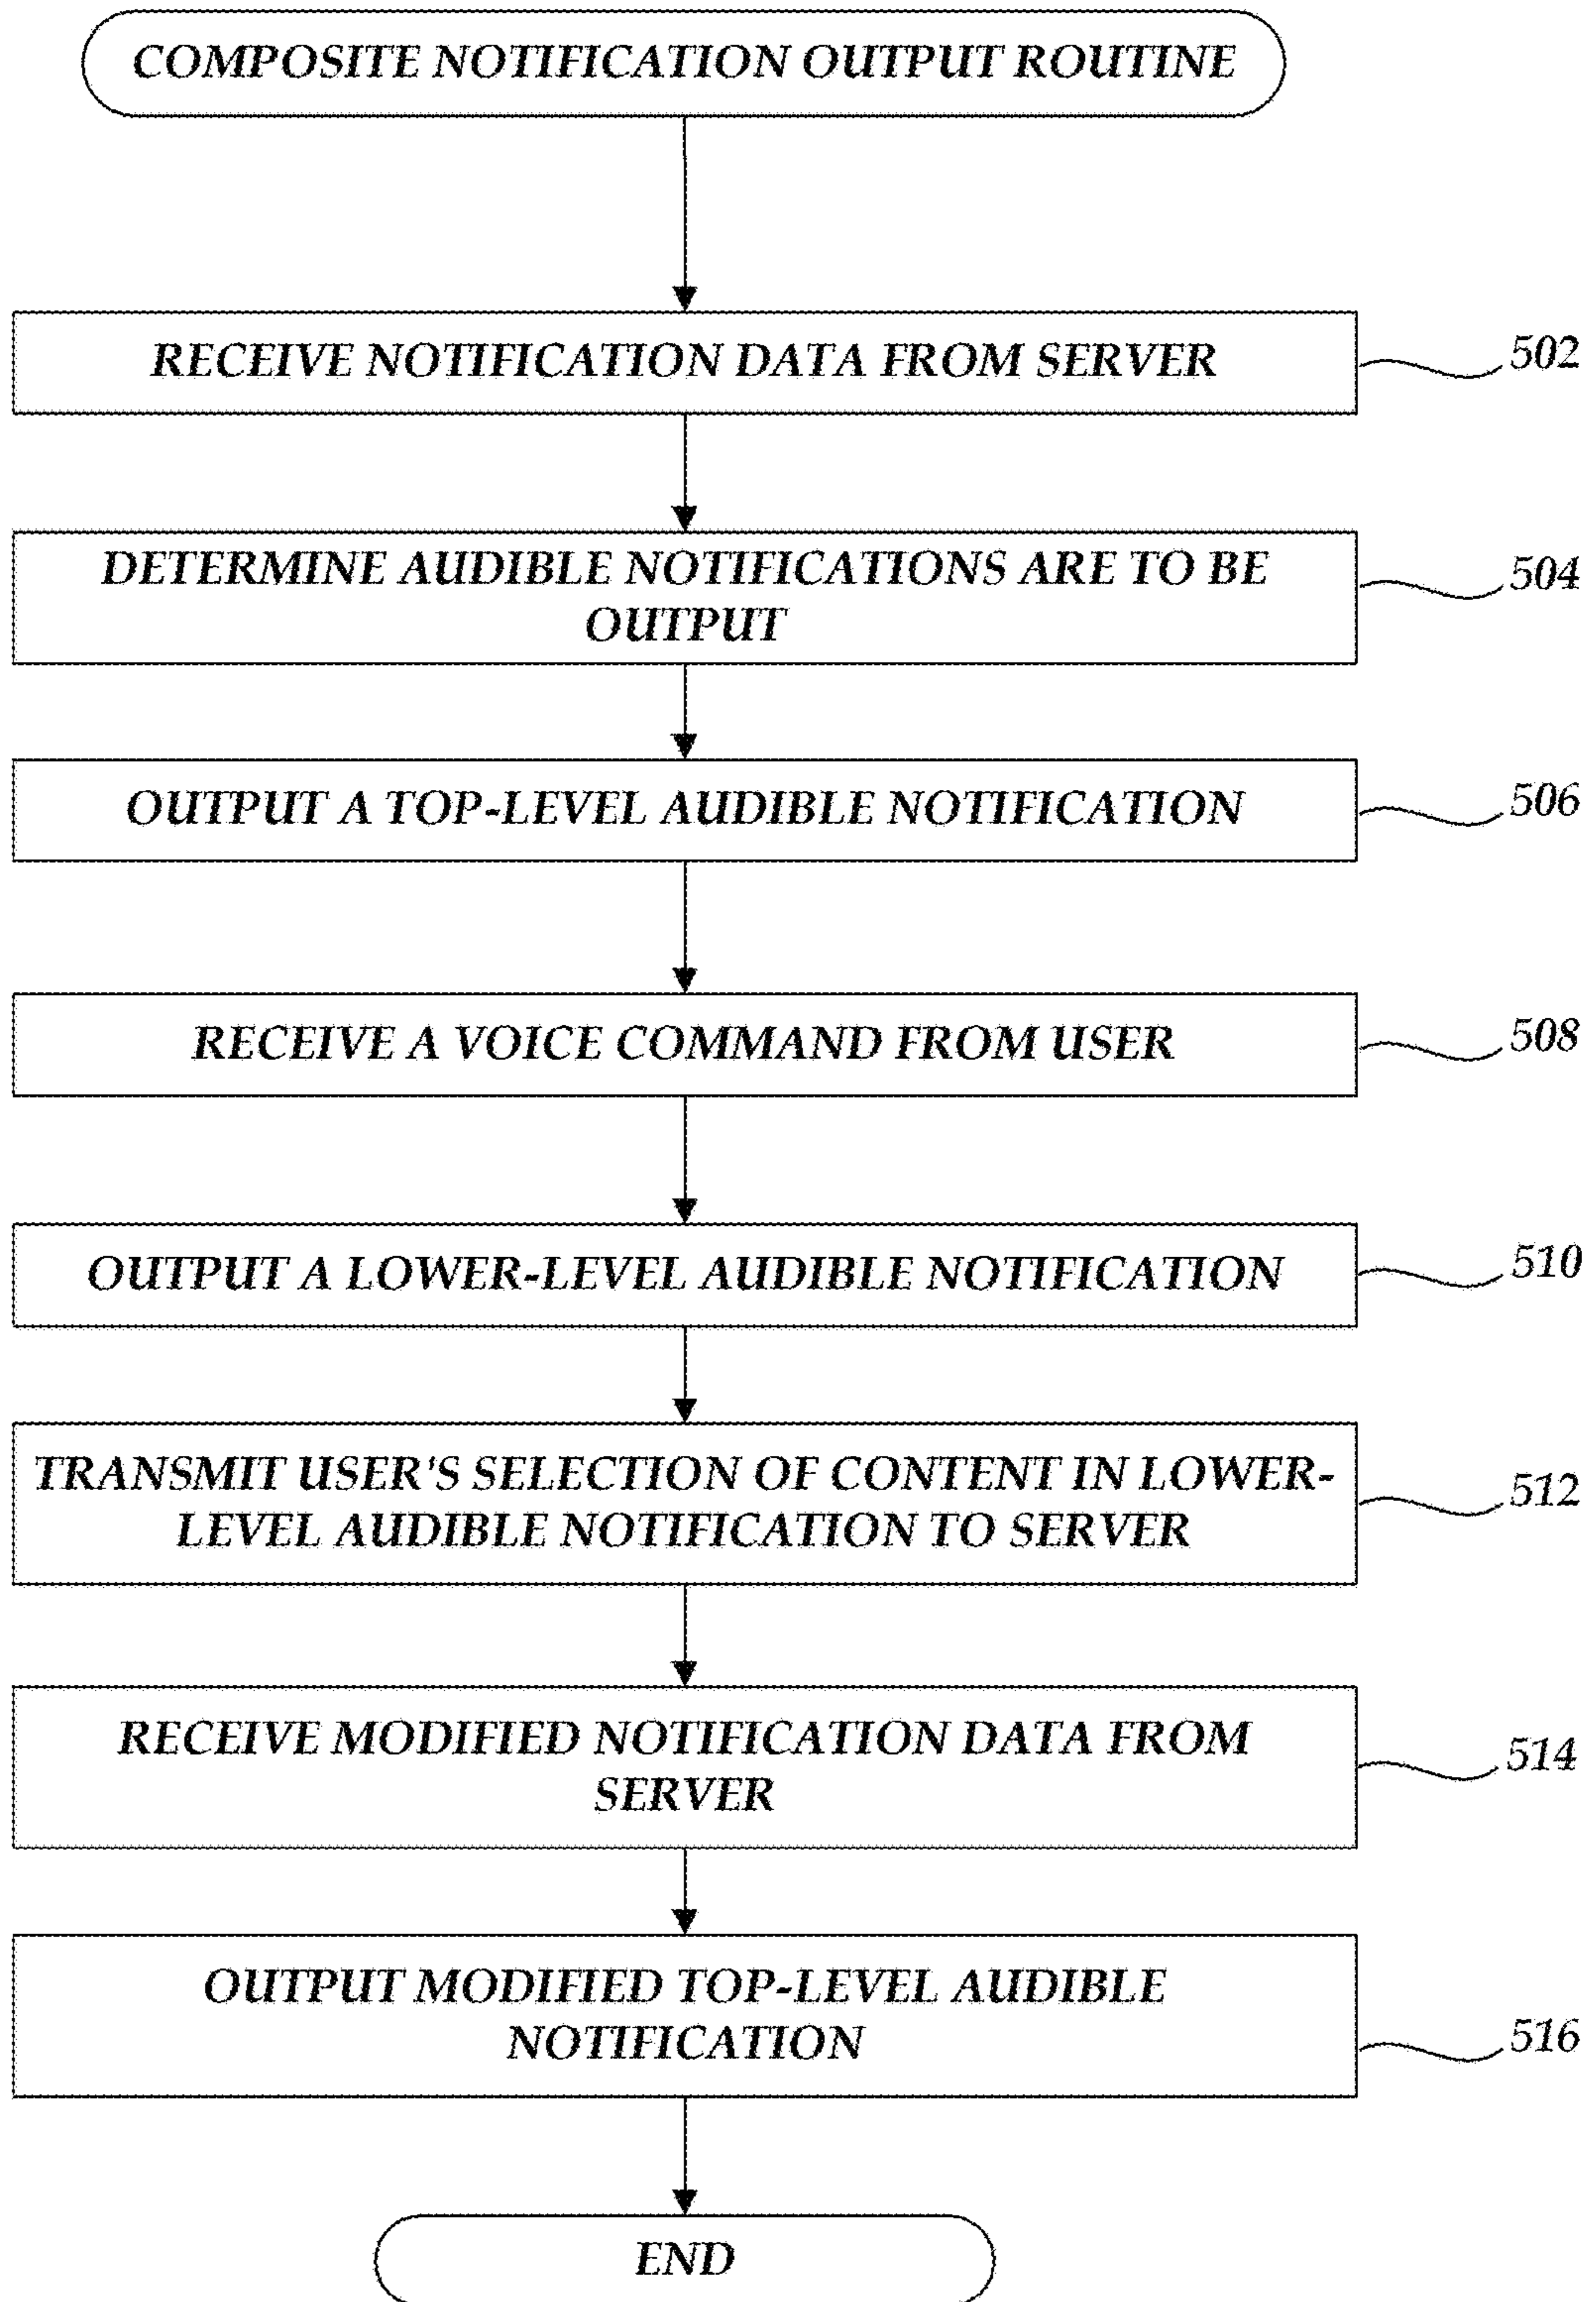 COMPOSITE NOTIFICATION OUTPUT ROUTINE
RECEIVE NOTIFICATION DATA FROM SERVER
502
DETERMINE AUDIBLE NOTIFICATIONS ARE TO BE
OUTPUT
504
OUTPUT A TOP-LEVEL AUDIBLE NOTIFICATION
506
RECEIVE A VOICE COMMAND FROM USER
508
OUTPUT A LOWER-LEVEL AUDIBLE NOTIFICATION
510
TRANSMIT USER'S SELECTION OF CONTENT IN LOWER-
LEVEL AUDIBLE NOTIFICATION TO SERVER
512
RECEIVE MODIFIED NOTIFICATION DATA FROM
SERVER
514
OUTPUT MODIFIED TOP-LEVEL AUDIBLE
NOTIFICATION
516
END